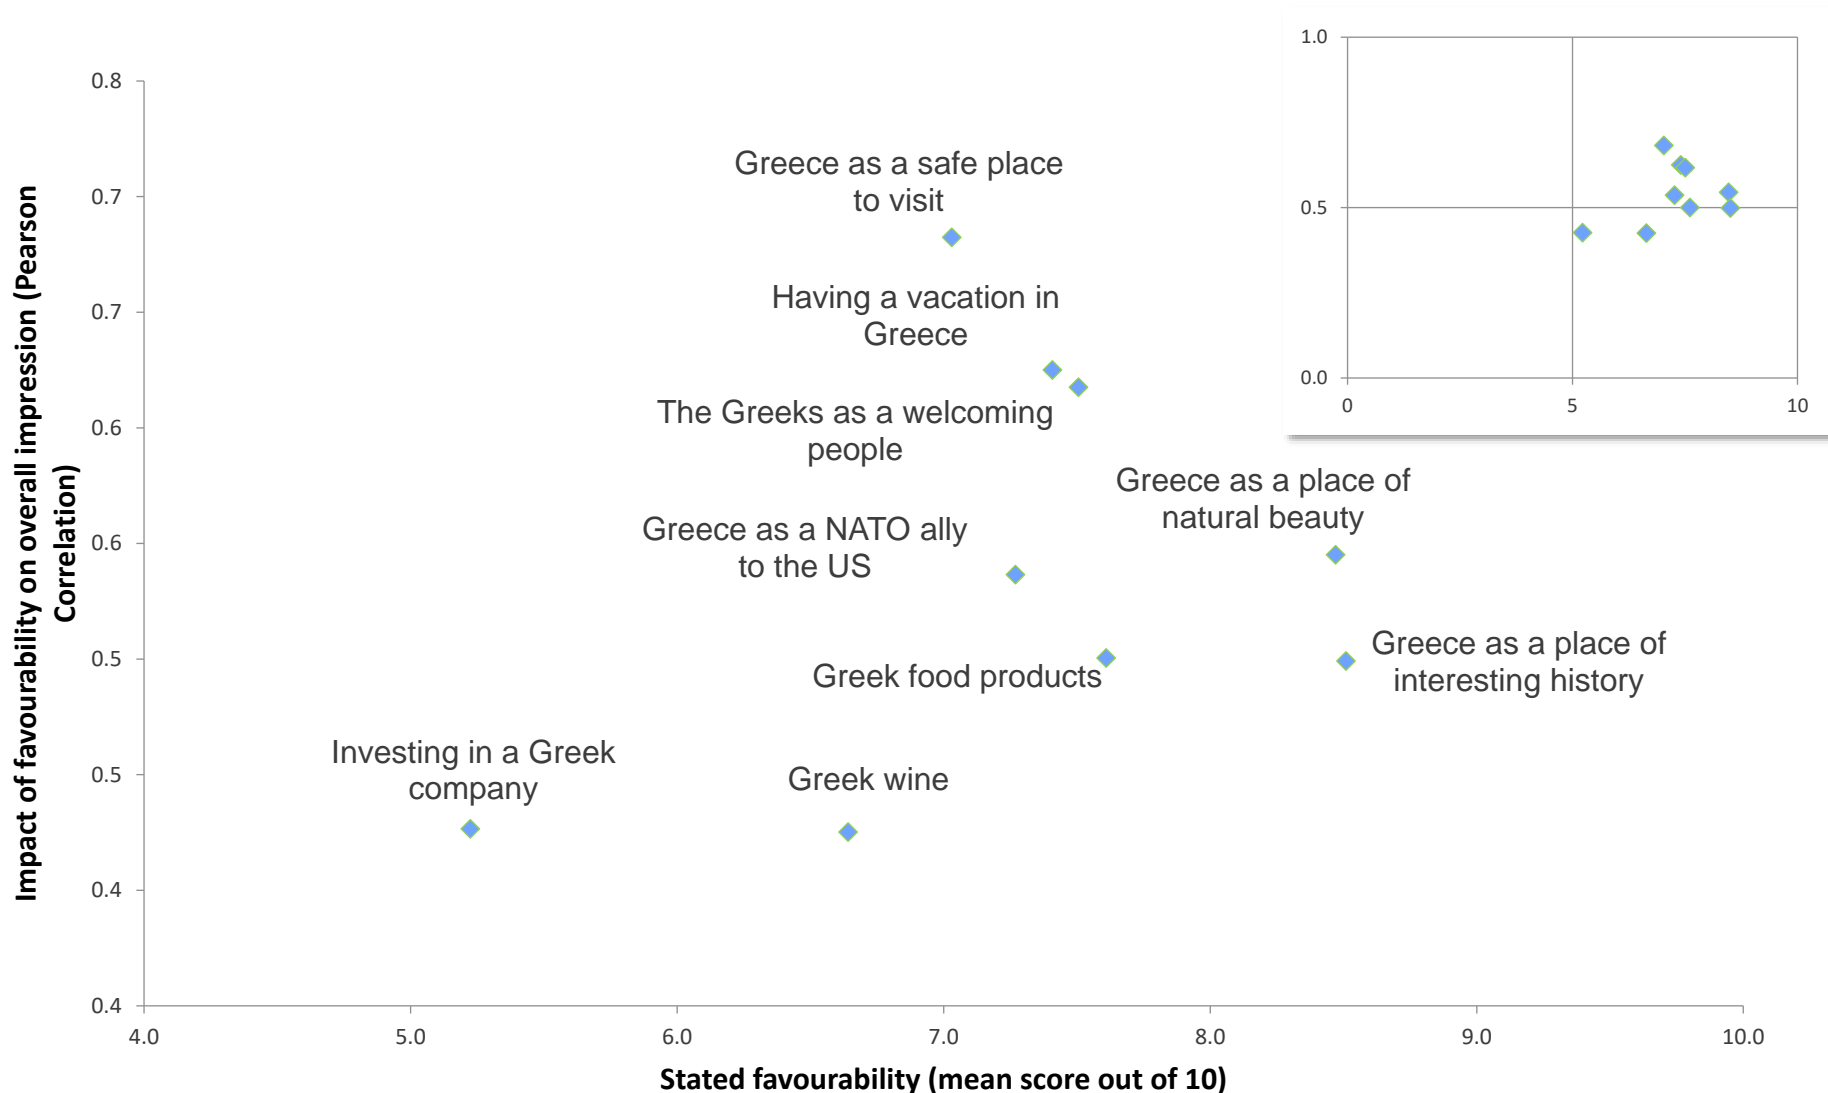 1.0
0.5
0.0
0
5
10
0.8
0.7
0.7
0.6
0.6
0.5
0.5
0.4
0.4
Impact of favourability on overall impression (Pearson
Correlation)
Greece as a safe place
to visit
Having a vacation in
Greece
The Greeks as a welcoming
people
Greece as a place of
natural beauty
Greece as a NATO ally
to the US
Greece as a place of
interesting history
Greek food products
Investing in a Greek
company
Greek wine
4.0
5.0
6.0
7.0
8.0
9.0
10.0
Stated favourability (mean score out of 10)